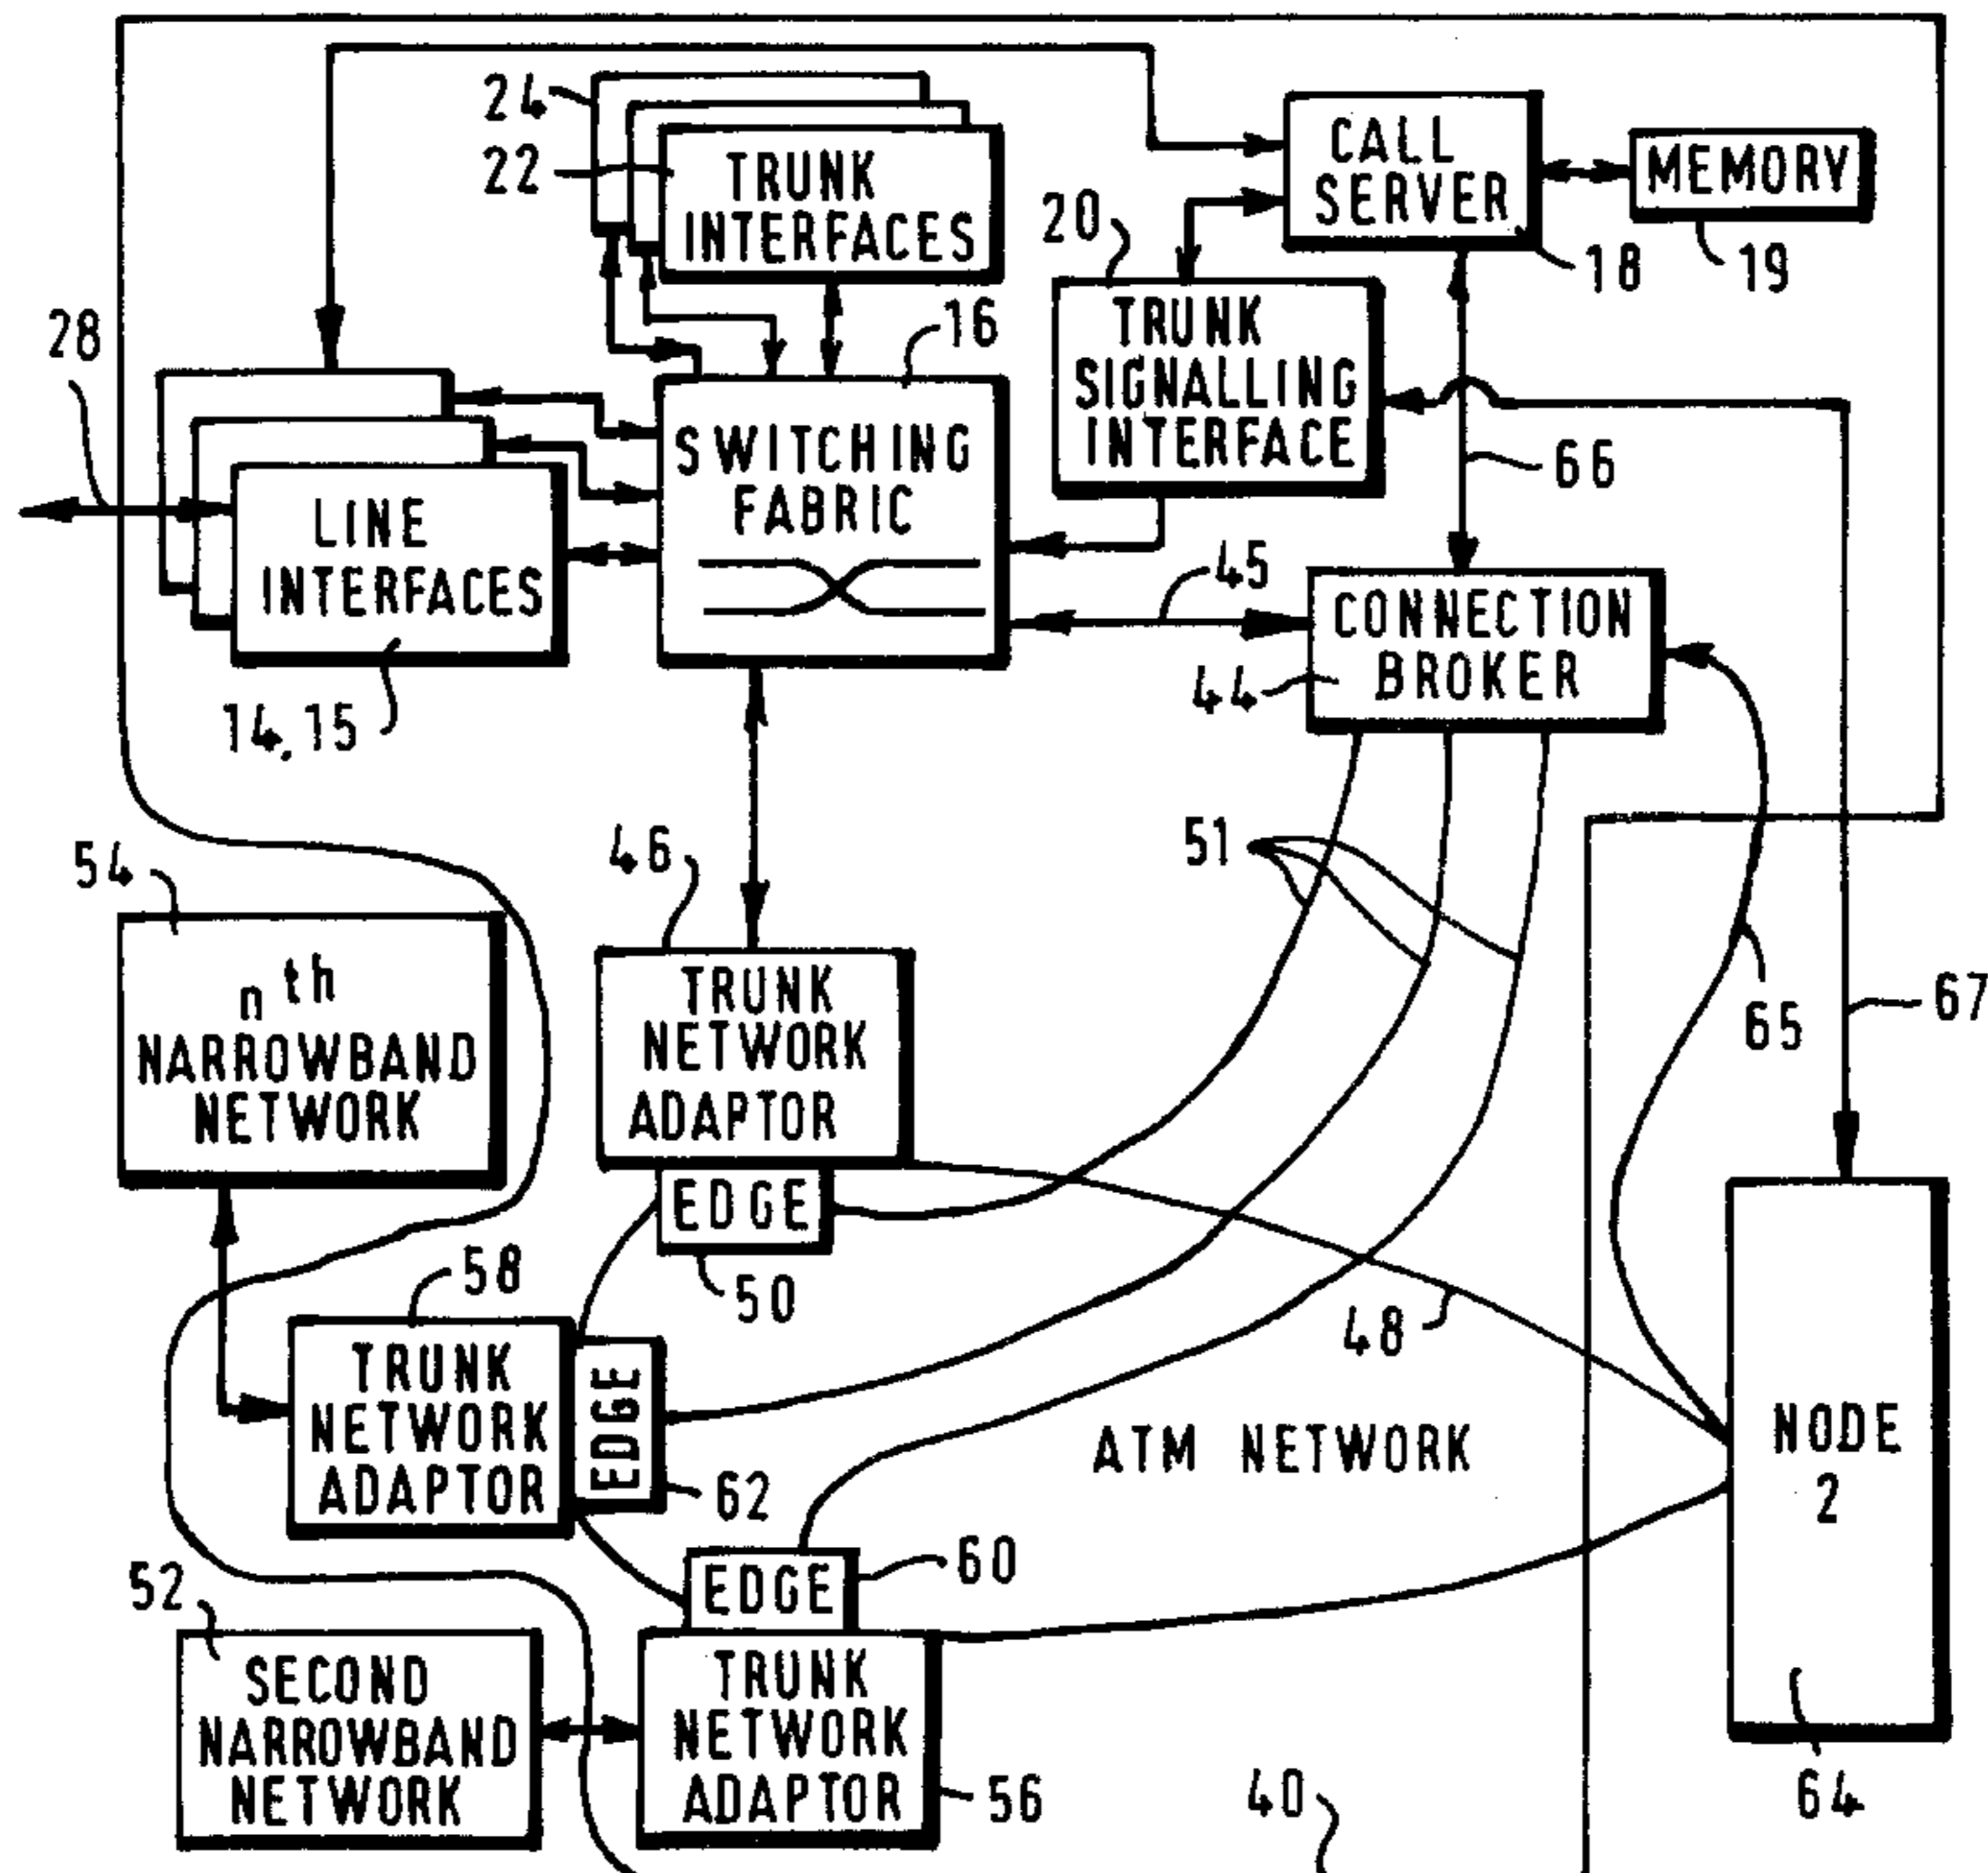 24
22
TRUNK
INTERFACES
CALL
SERVER
MEMORY
20
18
19
28
16
TRUNK
SIGNALLING
INTERFACE
66
SWITCHING
FABRIC
LINE
INTERFACES
14,15
45
CONNECTION
BROKER
44
54
46
51
nth
NARROWBAND
NETWORK
TRUNK
NETWORK
ADAPTOR
65
67
EDGE
50
58
48
TRUNK
NETWORK
ADAPTOR
EDGE
62
ATM NETWORK
NODE
2
52
EDGE
60
SECOND
NARROWBAND
NETWORK
TRUNK
NETWORK
ADAPTOR
56
40
64